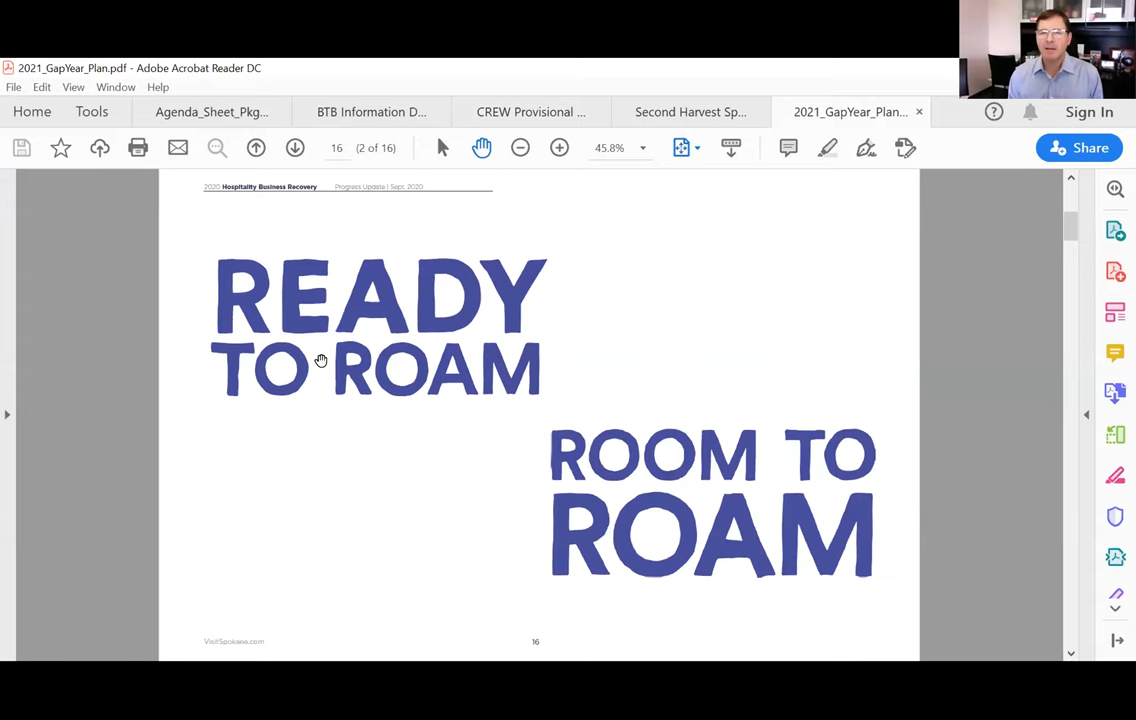 2021_GapYear_Plan.pdf - Adobe Acrobat Reader DC
File Edit View Window Help
Home Tools Agenda_Sheet_Pkg... BTB Information D... CREW Provisional ... Second Harvest Sp... 2021_GapYear_Plan... × Sign In
16 (2 of 16) 45.8% Share
2020 Hospitality Business Recovery Progress Update | Sept. 2020
READY
TO ROAM
ROOM TO
ROAM
VisitSpokane.com 16